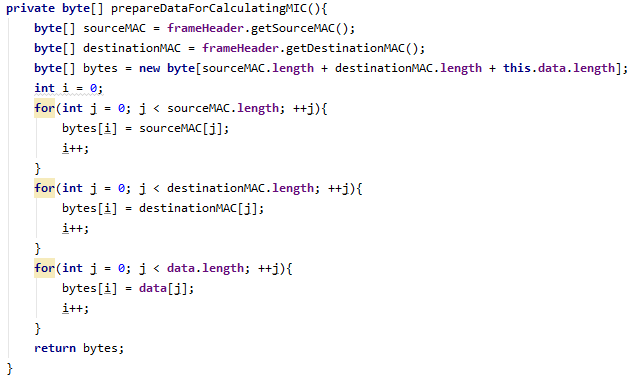 private byte[] prepareDataForCalculatingMIC(){
    byte[] sourceMAC = frameHeader.getSourceMAC();
    byte[] destinationMAC = frameHeader.getDestinationMAC();
    byte[] bytes = new byte[sourceMAC.length + destinationMAC.length + this.data.length];
    int i = 0;
    for(int j = 0; j < sourceMAC.length; ++j){
        bytes[i] = sourceMAC[j];
        i++;
    }
    for(int j = 0; j < destinationMAC.length; ++j){
        bytes[i] = destinationMAC[j];
        i++;
    }
    for(int j = 0; j < data.length; ++j){
        bytes[i] = data[j];
        i++;
    }
    return bytes;
}